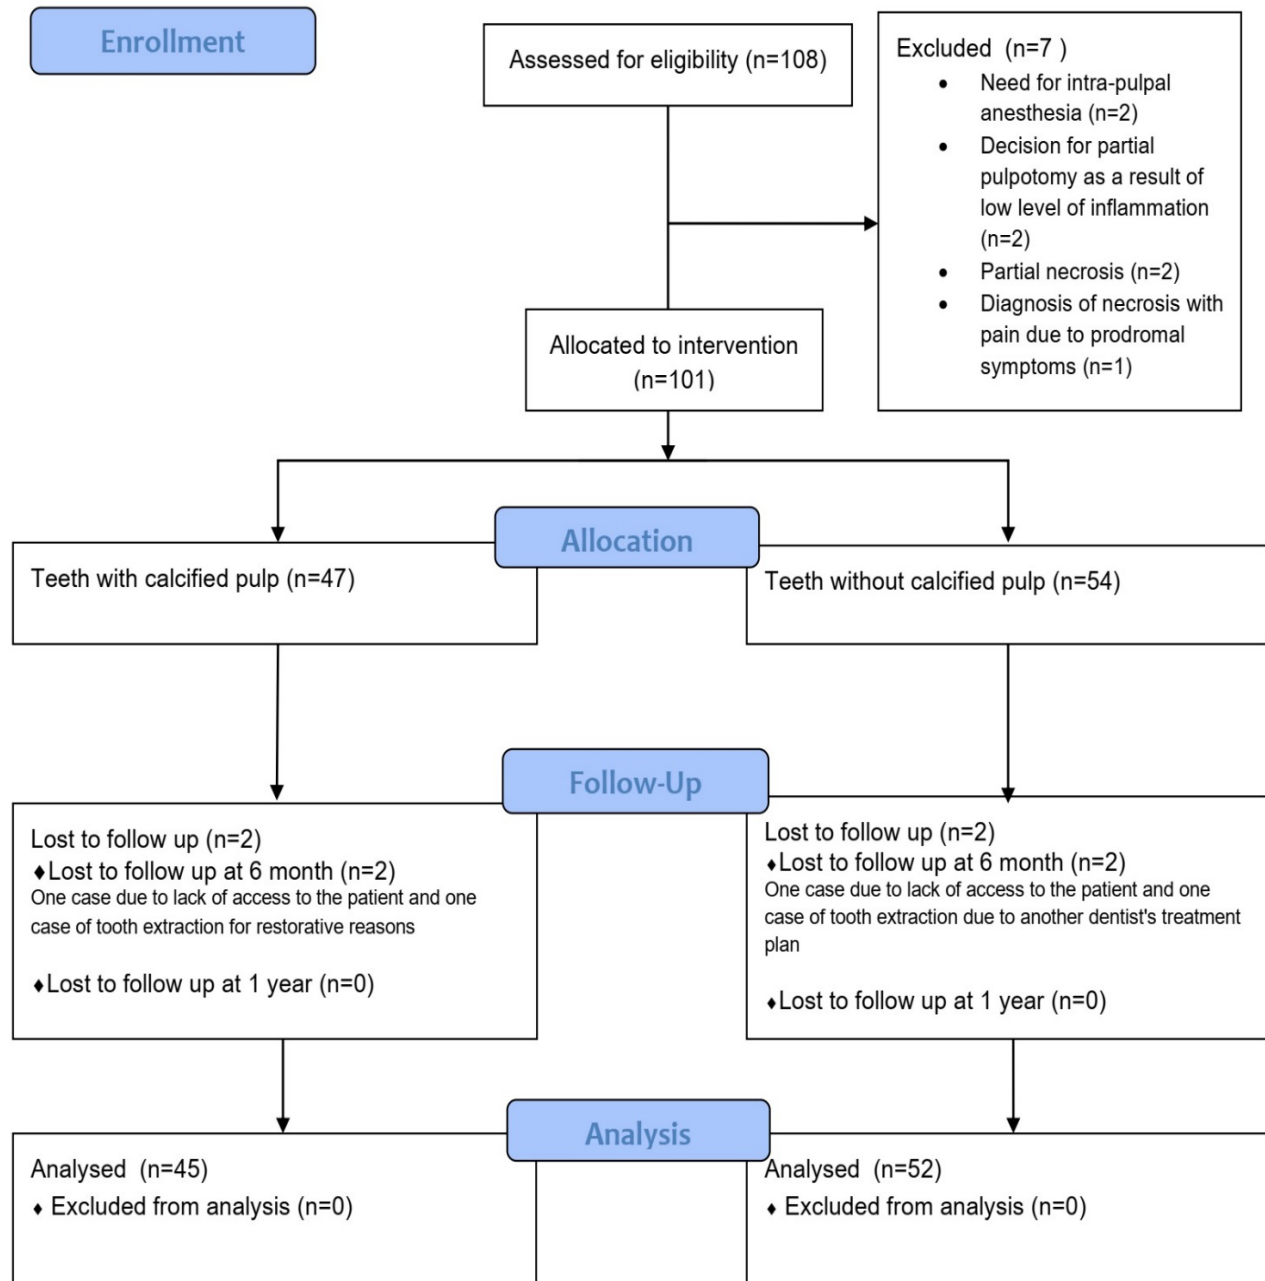 Enrollment
Assessed for eligibility (n=108)
Excluded  (n=7 )
• Need for intra-pulpal
anesthesia (n=2)
• Decision for partial
pulpotomy as a result of
low level of inflammation
(n=2)
• Partial necrosis (n=2)
• Diagnosis of necrosis with
pain due to prodromal
symptoms (n=1)
Allocated to intervention
(n=101)
Allocation
Teeth with calcified pulp (n=47)
Teeth without calcified pulp (n=54)
Follow-Up
Lost to follow up (n=2)
♦Lost to follow up at 6 month (n=2)
One case due to lack of access to the patient and one
case of tooth extraction for restorative reasons
♦Lost to follow up at 1 year (n=0)
Lost to follow up (n=2)
♦Lost to follow up at 6 month (n=2)
One case due to lack of access to the patient and one
case of tooth extraction due to another dentist's treatment
plan
♦Lost to follow up at 1 year (n=0)
Analysis
Analysed  (n=45)
♦ Excluded from analysis (n=0)
Analysed  (n=52)
♦ Excluded from analysis (n=0)